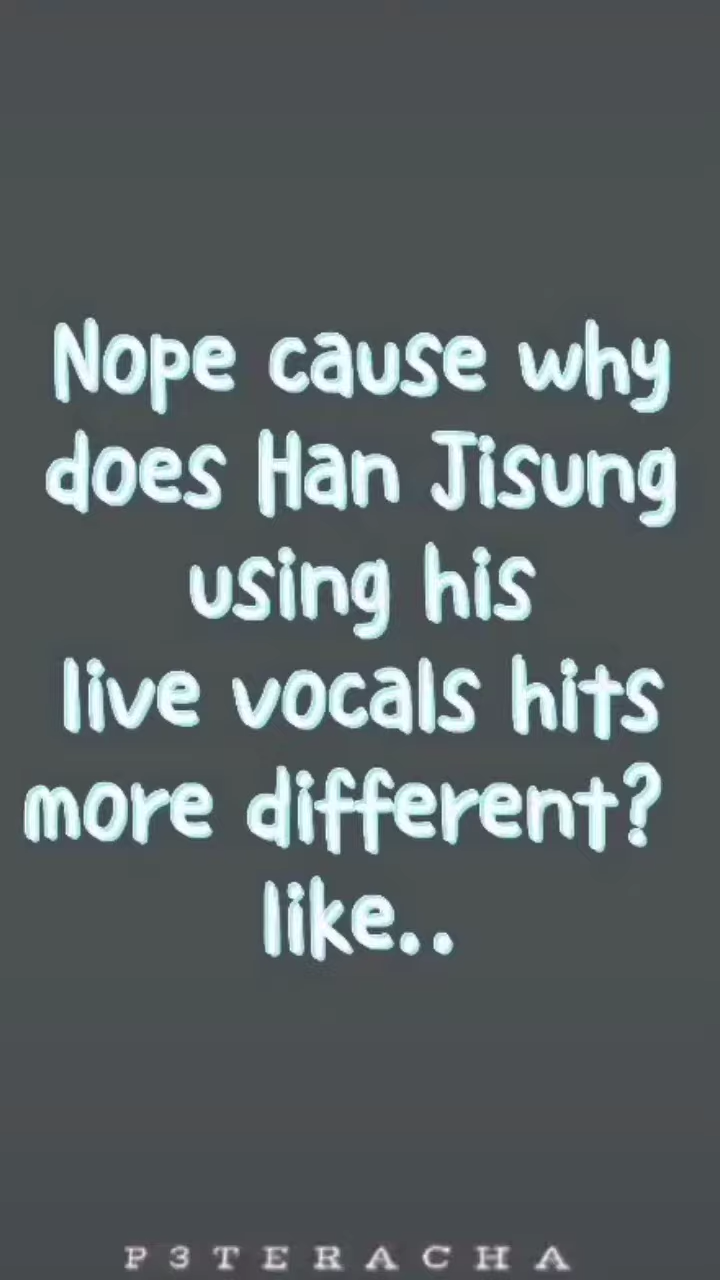 Nope cause why
does Han Jisung
using his
live vocals hits
more different?
like..
P3TERACHA